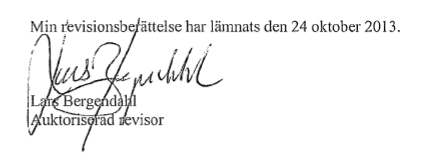 Min revisionsberättelse har lämnats den 24 oktober 2013.
Lars Bergendahl
Auktoriserad revisor